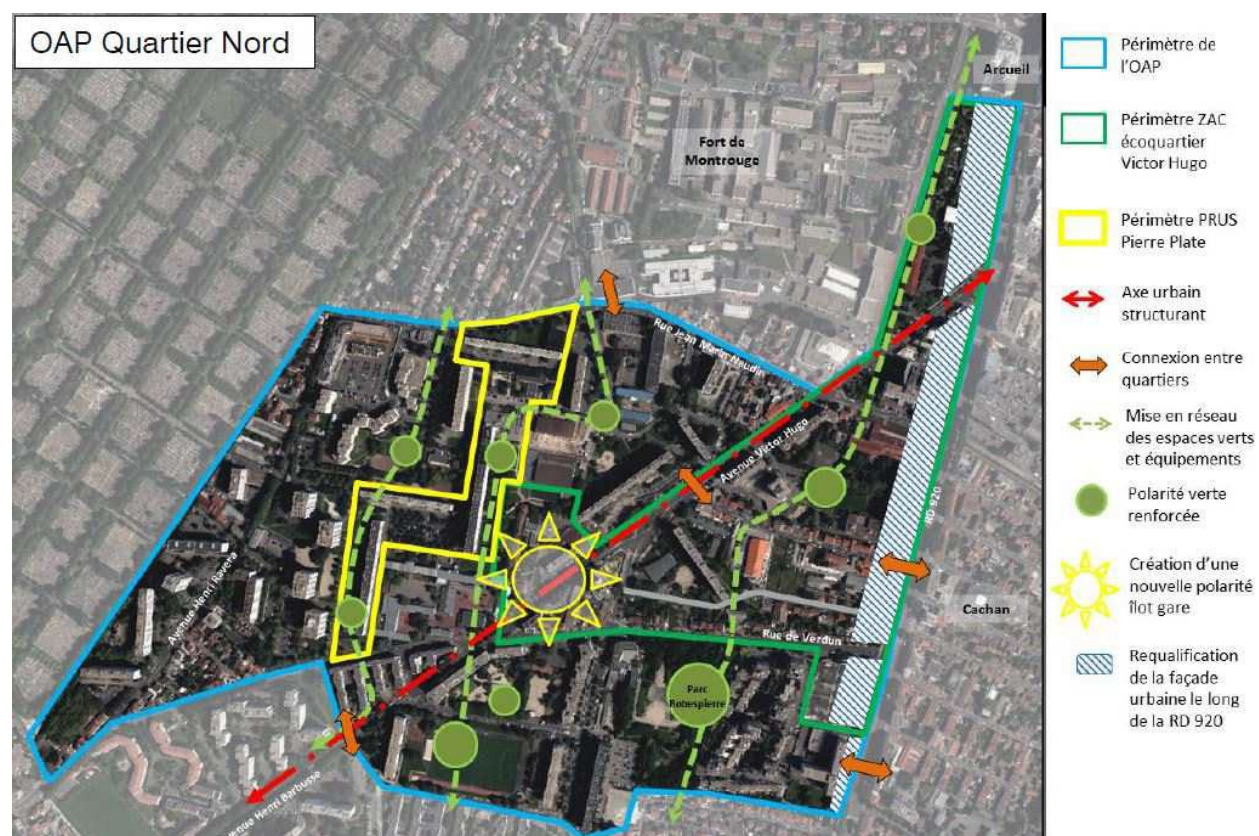 OAP Quartier Nord
Arcueil
Fort de
Montrouge
Rue Jean Marin Naudin
Avenue Victor Hugo
RD 920
Avenue Henri Ravera
Cachan
Rue de Verdun
Parc
Robespierre
Avenue Henri Barbusse
Périmètre de
l'OAP
Périmètre ZAC
écoquartier
Victor Hugo
Périmètre PRUS
Pierre Plate
Axe urbain
structurant
Connexion entre
quartiers
Mise en réseau
des espaces verts
et équipements
Polarité verte
renforcée
Création d'une
nouvelle polarité
îlot gare
Requalification
de la façade
urbaine le long
de la RD 920